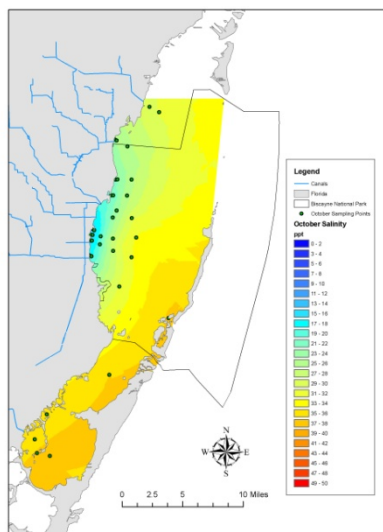 Legend
Canals
Florida
Biscayne National Park
October Sampling Points
October Salinity
ppt
0 - 2
3 - 4
5 - 6
7 - 8
9 - 10
11 - 12
13 - 14
15 - 16
17 - 18
19 - 20
21 - 22
23 - 24
25 - 26
27 - 28
29 - 30
31 - 32
33 - 34
35 - 36
37 - 38
39 - 40
41 - 42
43 - 44
45 - 46
47 - 48
49 - 50
N
W E
S
0 2.5 5 10 Miles